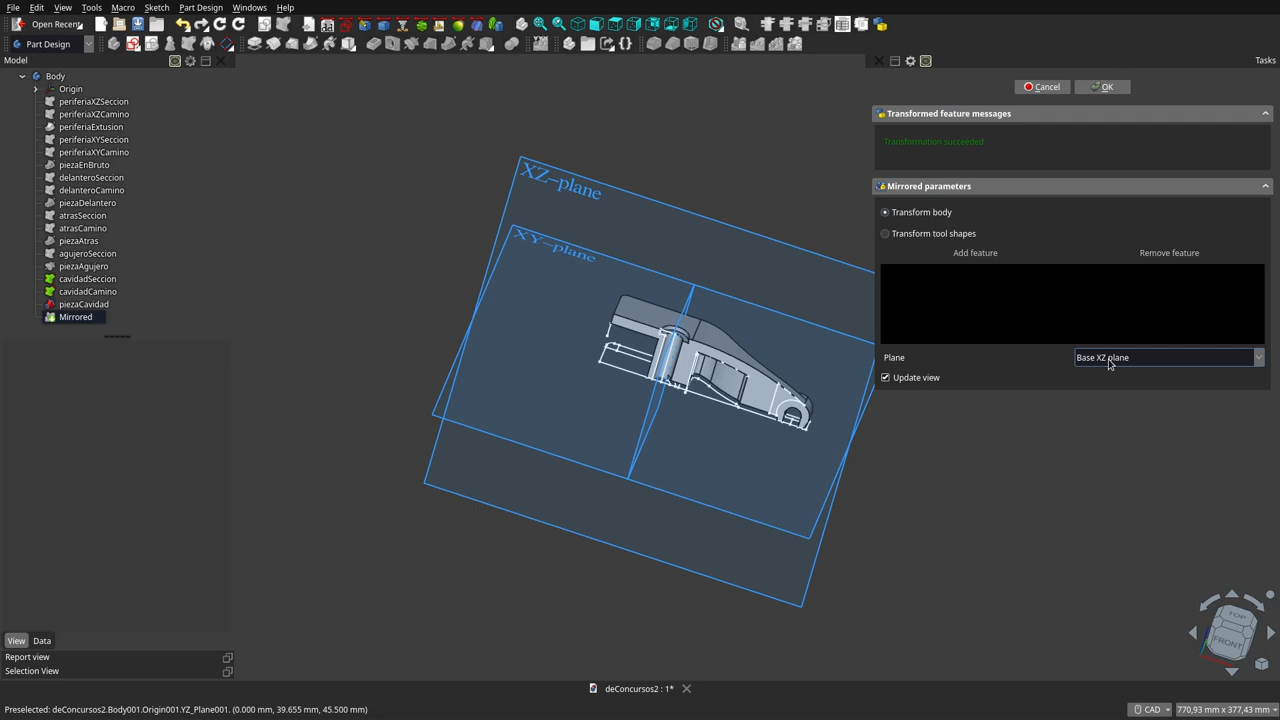 File Edit View Tools Macro Sketch Part Design Windows Help
Open Recent
Part Design
Model
Tasks
Body
Origin
periferiaXZSeccion
periferiaXZCamino
periferiaExtusion
periferiaXYSeccion
periferiaXYCamino
piezaEnBruto
delanteroSeccion
delanteroCamino
piezaDelantero
atrasSeccion
atrasCamino
piezaAtras
agujeroSeccion
piezaAgujero
cavidadSeccion
cavidadCamino
piezaCavidad
Mirrored
XZ-plane
XY-plane
Cancel OK
Transformed feature messages
Transformation succeeded
Mirrored parameters
Transform body
Transform tool shapes
Add feature Remove feature
Plane Base XZ plane
Update view
TOP
FRONT
View Data
Report view
Selection View
deConcursos2 : 1*
Preselected: deConcursos2.Body001.Origin001.YZ_Plane001. (0.000 mm, 39.655 mm, 45.500 mm)
CAD 770,93 mm x 377,43 mm